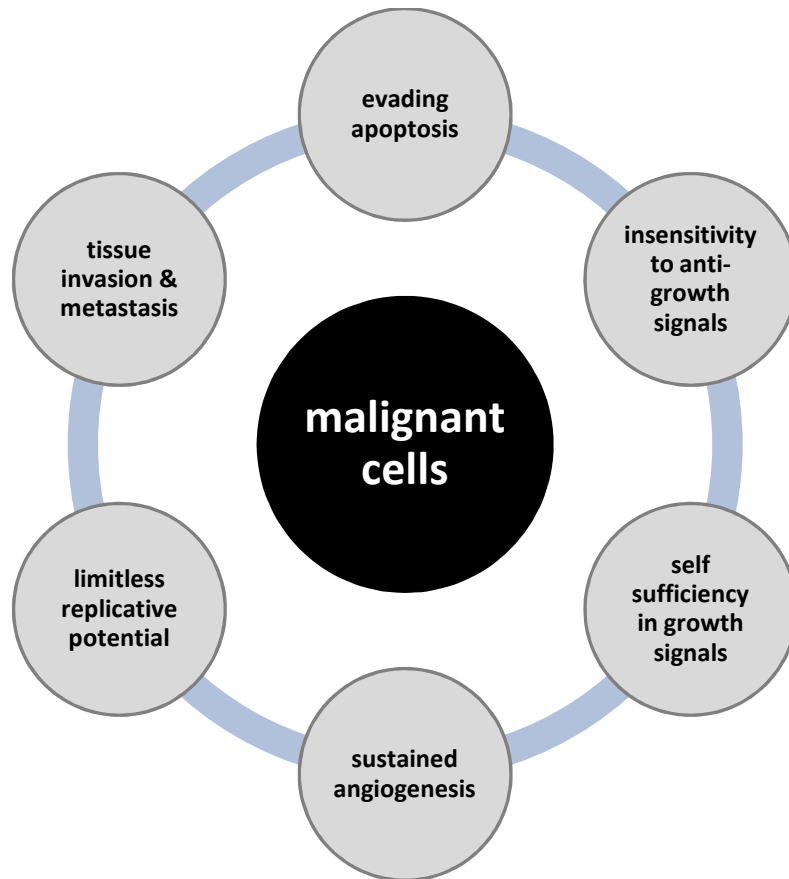 evading
apoptosis
insensitivity
to anti-
growth
signals
self
sufficiency
in growth
signals
sustained
angiogenesis
limitless
replicative
potential
tissue
invasion &
metastasis
malignant
cells